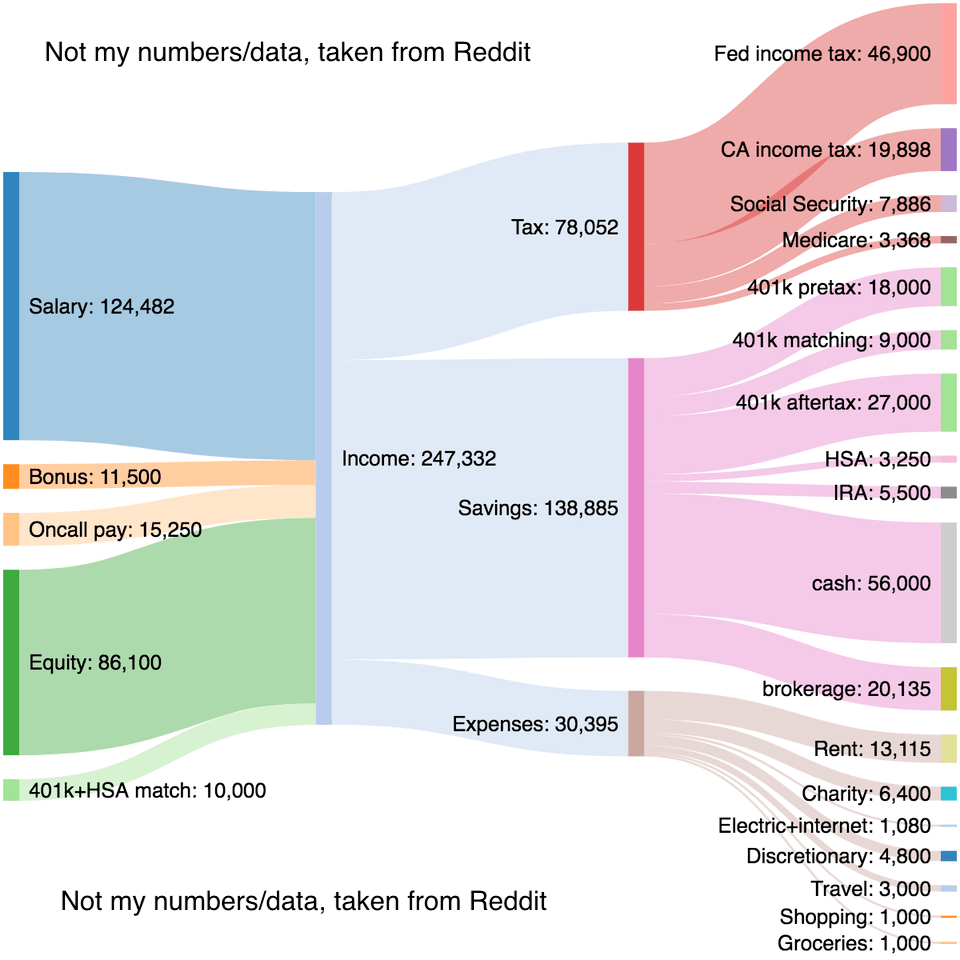 Not my numbers/data, taken from Reddit
Fed income tax: 46,900
CA income tax: 19,898
Social Security: 7,886
Medicare: 3,368
Tax: 78,052
401k pretax: 18,000
Salary: 124,482
401k matching: 9,000
401k aftertax: 27,000
Income: 247,332
HSA: 3,250
Bonus: 11,500
IRA: 5,500
Savings: 138,885
Oncall pay: 15,250
cash: 56,000
Equity: 86,100
brokerage: 20,135
Expenses: 30,395
Rent: 13,115
401k+HSA match: 10,000
Charity: 6,400
Electric+internet: 1,080
Discretionary: 4,800
Travel: 3,000
Not my numbers/data, taken from Reddit
Shopping: 1,000
Groceries: 1,000